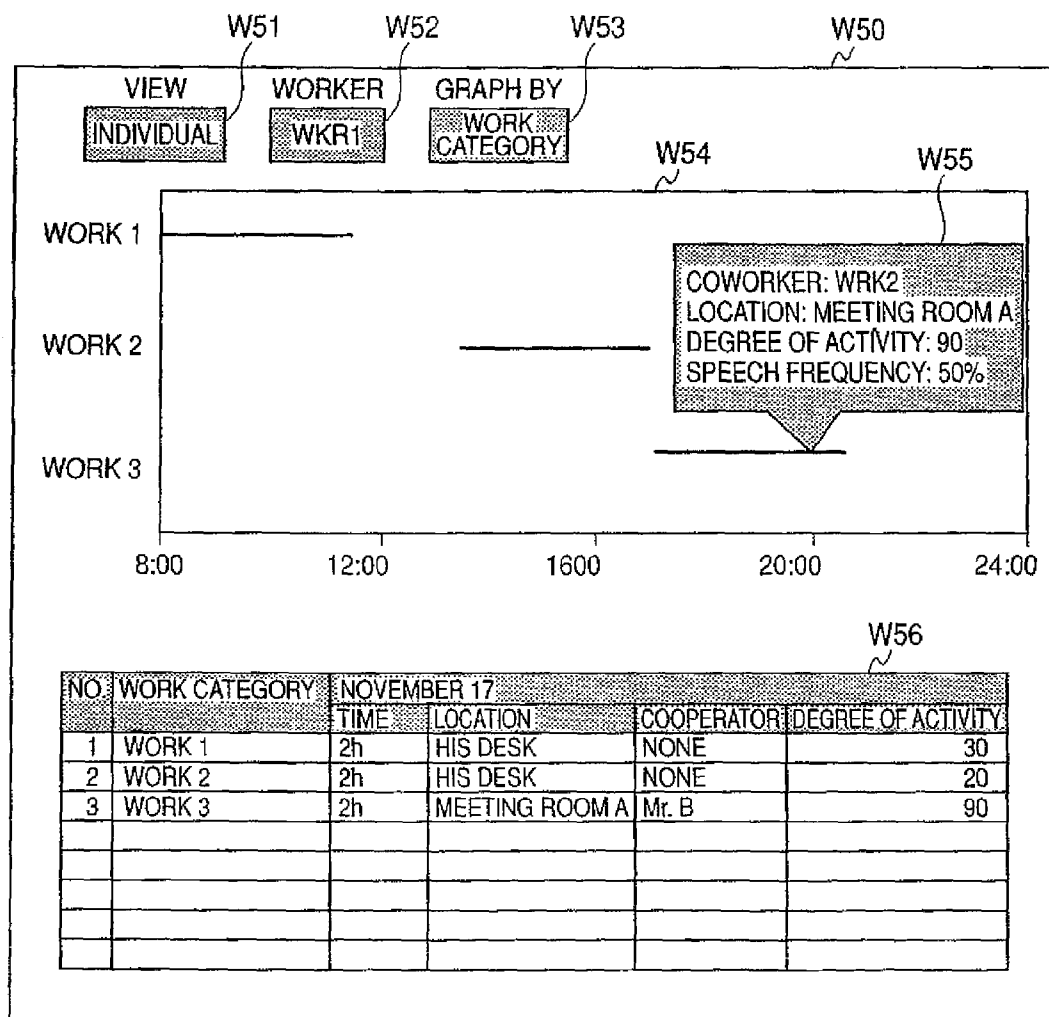 W51 W52 W53 W50
VIEW WORKER GRAPH BY
INDIVIDUAL WKR1 WORK
CATEGORY
W54 W55
WORK 1
COWORKER: WRK2
LOCATION: MEETING ROOM A
DEGREE OF ACTIVITY: 90
SPEECH FREQUENCY: 50%
WORK 2
WORK 3
8:00 12:00 1600 20:00 24:00
W56
NO. WORK CATEGORY NOVEMBER 17
TIME LOCATION COOPERATOR DEGREE OF ACTIVITY
1 WORK 1 2h HIS DESK NONE 30
2 WORK 2 2h HIS DESK NONE 20
3 WORK 3 2h MEETING ROOM A Mr. B 90